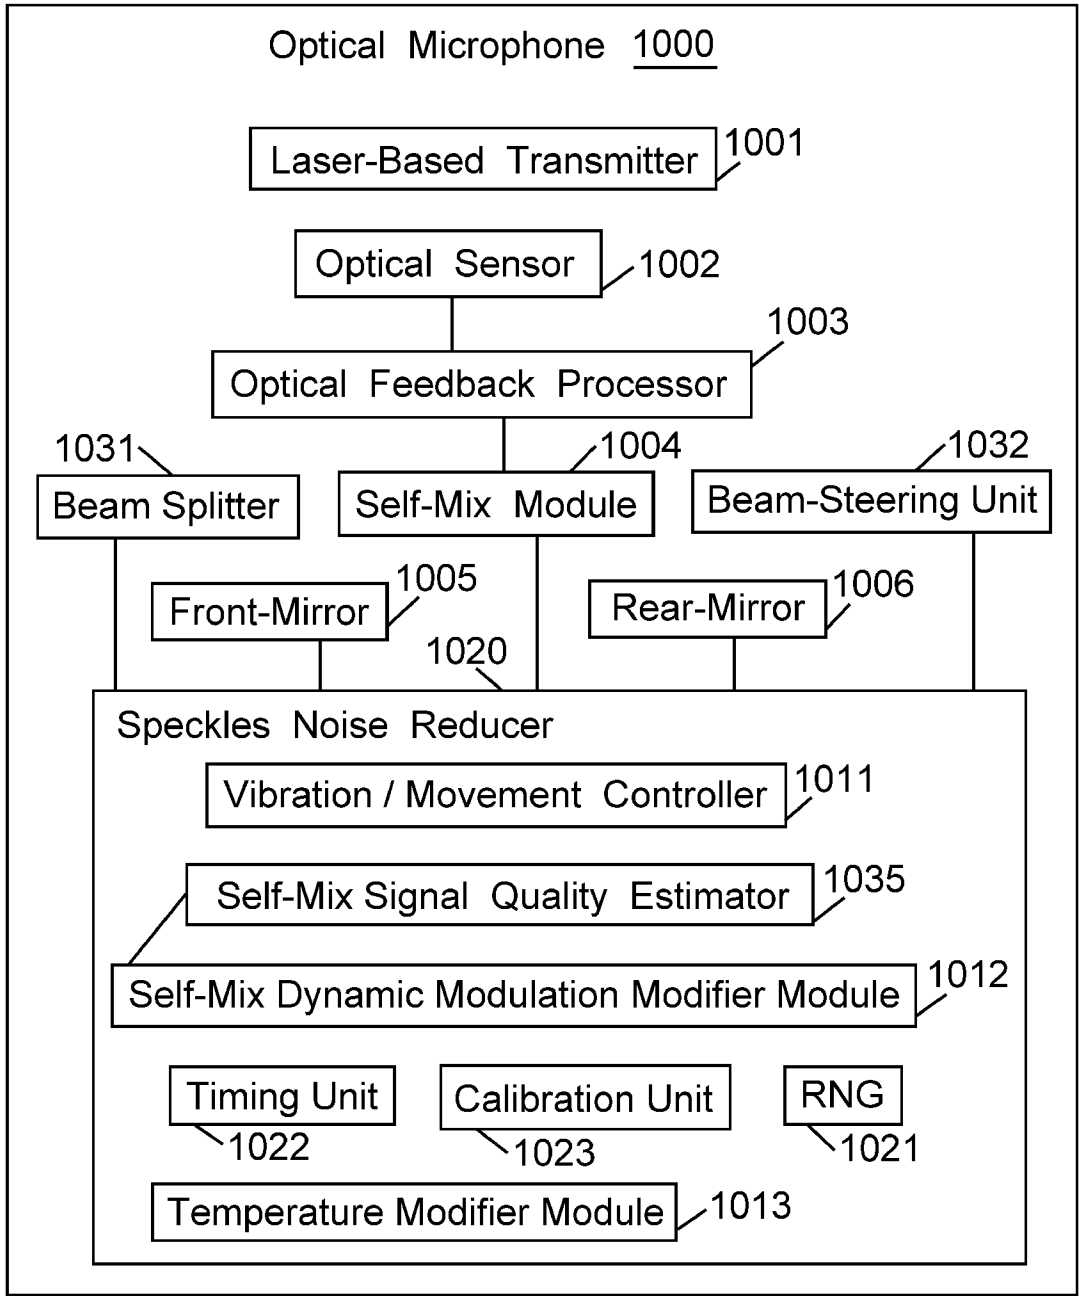 Optical Microphone 1000
1001
Laser-Based Transmitter
Optical Sensor
1002
1003
Optical Feedback Processor
1031
1004
1032
Beam Splitter
Self-Mix Module
Beam-Steering Unit
1005
1006
Front-Mirror
Rear-Mirror
1020
Speckles Noise Reducer
Vibration / Movement Controller
1011
Self-Mix Signal Quality Estimator
1035
Self-Mix Dynamic Modulation Modifier Module
1012
Timing Unit
Calibration Unit
RNG
1022
1023
1021
Temperature Modifier Module
1013